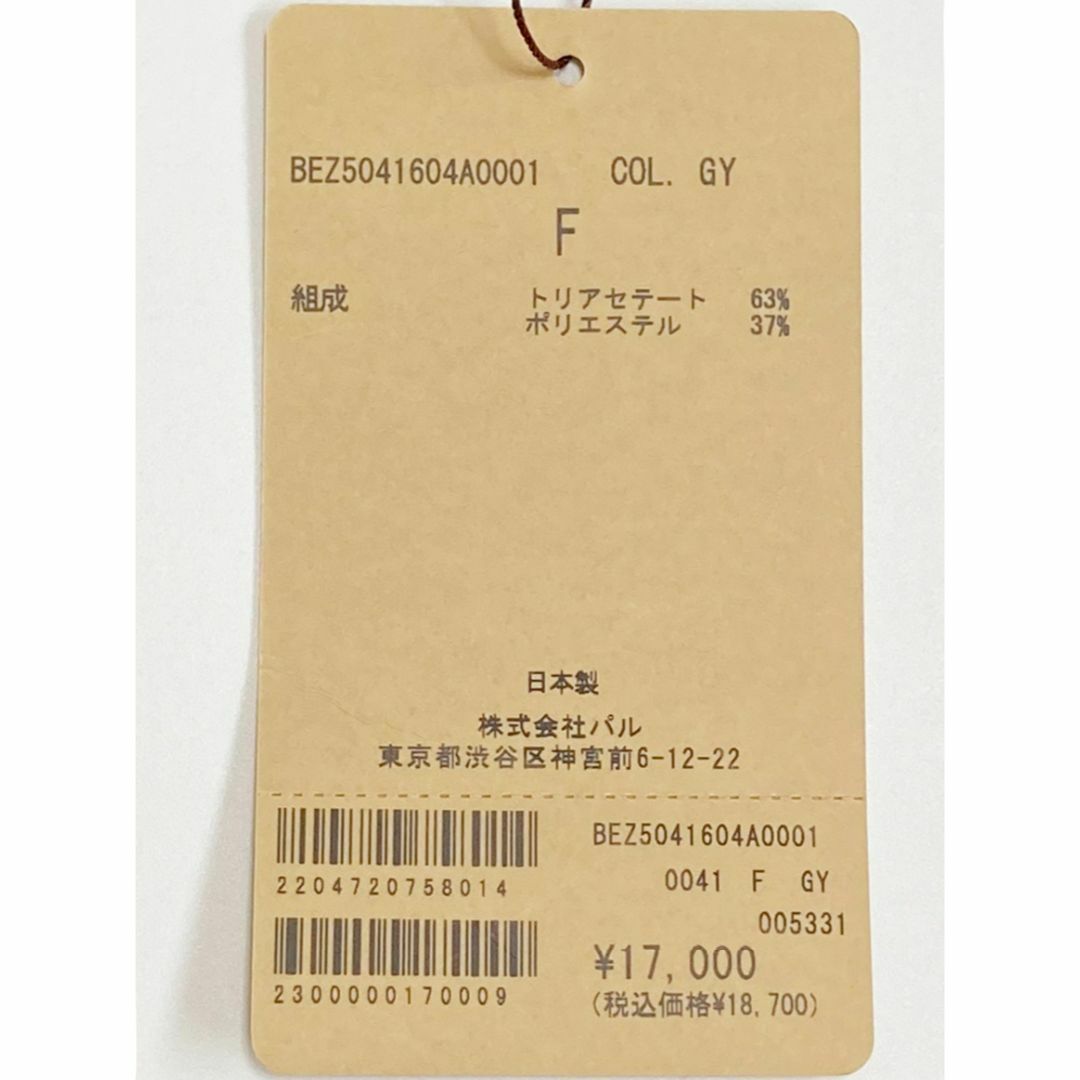 BEZ5041604A0001 COL. GY
F
組成 トリアセテート 63%
ポリエステル 37%
日本製
株式会社パル
東京都渋谷区神宮前6-12-22
2204720758014
2300000170009
BEZ5041604A0001
0041 F GY
005331
¥17,000
(税込価格¥18,700)